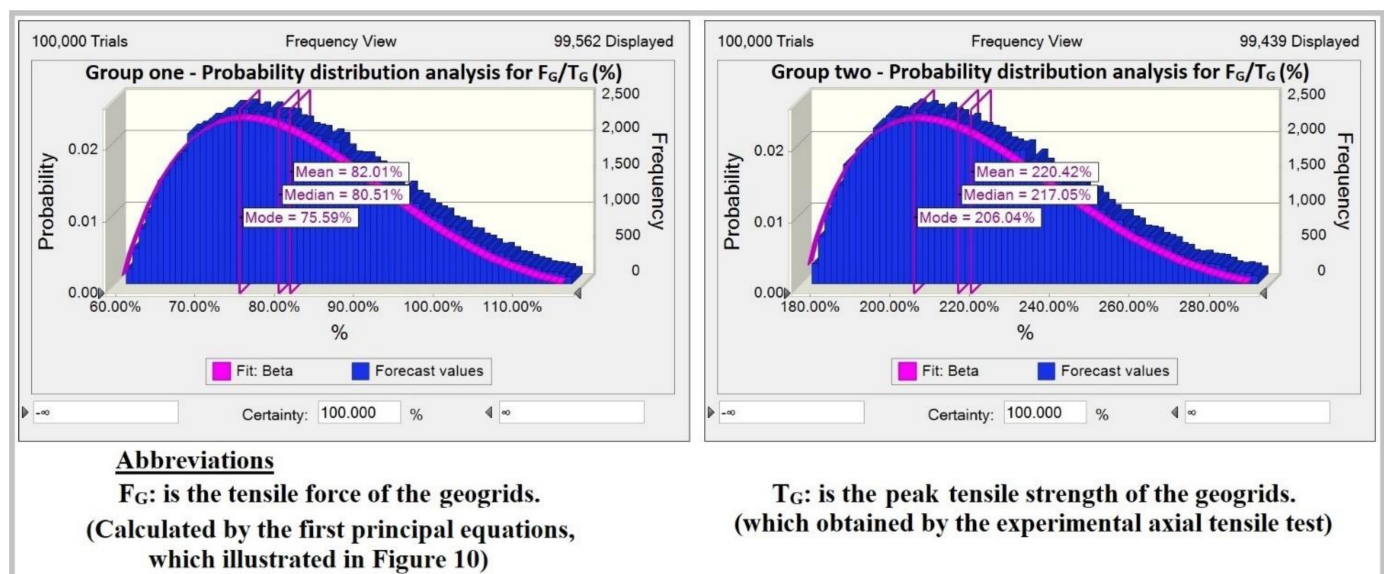 100,000 Trials Frequency View 99,562 Displayed
Group one - Probability distribution analysis for FG/TG (%)
Probability
0.02
0.01
0.00
2,500
2,000
1,500
1,000
500
0
Frequency
Mean = 82.01%
Median = 80.51%
Mode = 75.59%
60.00% 70.00% 80.00% 90.00% 100.00% 110.00%
%
Fit: Beta Forecast values
-∞ Certainty: 100.000 % ∞
100,000 Trials Frequency View 99,439 Displayed
Group two - Probability distribution analysis for FG/TG (%)
Probability
0.02
0.01
0.00
2,500
2,000
1,500
1,000
500
0
Frequency
Mean = 220.42%
Median = 217.05%
Mode = 206.04%
180.00% 200.00% 220.00% 240.00% 260.00% 280.00%
%
Fit: Beta Forecast values
-∞ Certainty: 100.000 % ∞
Abbreviations
FG: is the tensile force of the geogrids.
(Calculated by the first principal equations,
which illustrated in Figure 10)
TG: is the peak tensile strength of the geogrids.
(which obtained by the experimental axial tensile test)